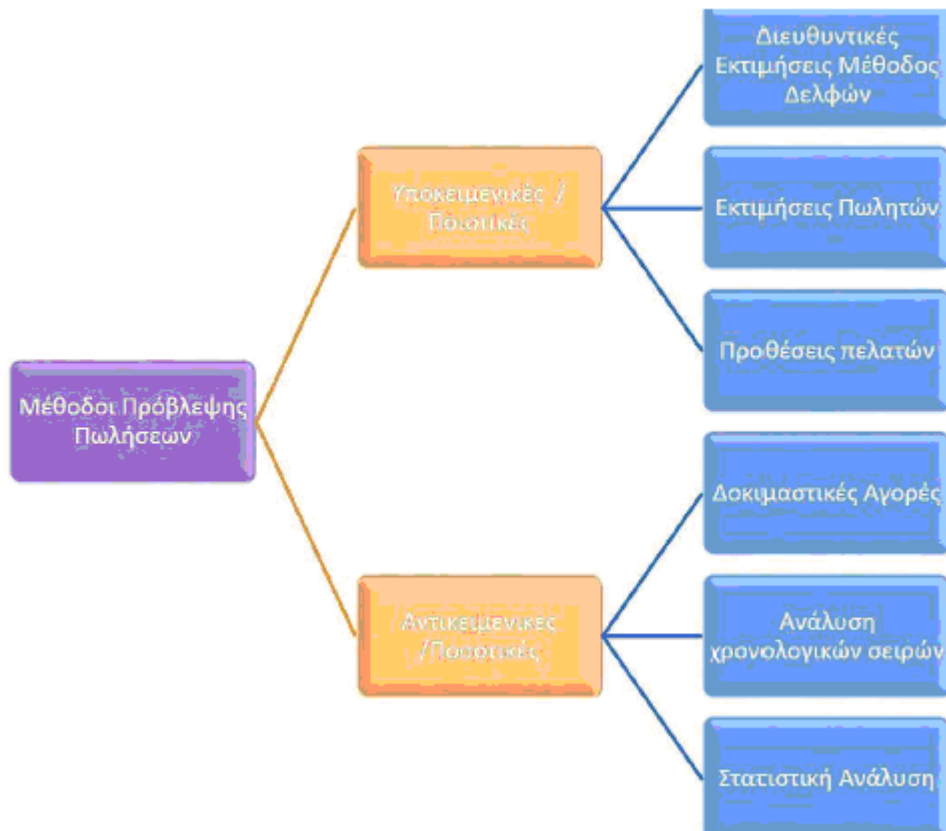 Μέθοδοι Πρόβλεψης
Πωλήσεων
Υποκειμενικές /
Ποιοτικές
Διευθυντικές
Εκτιμήσεις Μέθοδος
Δελφών
Εκτιμήσεις Πωλητών
Προθέσεις πελατών
Αντικειμενικες
/Ποσοτικές
Δοκιμαστικές Αγορές
Ανάλυση
χρονολογικών σειρών
Στατιστική Ανάλυση